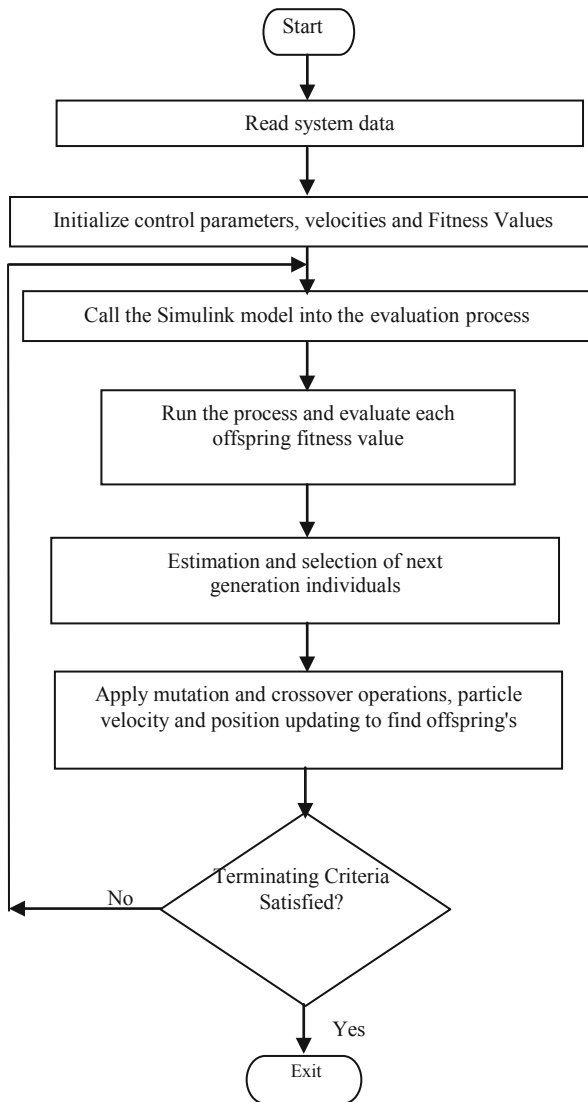 Start
Read system data
Initialize control parameters, velocities and Fitness Values
Call the Simulink model into the evaluation process
Run the process and evaluate each
offspring fitness value
Estimation and selection of next
generation individuals
Apply mutation and crossover operations, particle
velocity and position updating to find offspring's
Terminating Criteria
Satisfied?
No
Yes
Exit